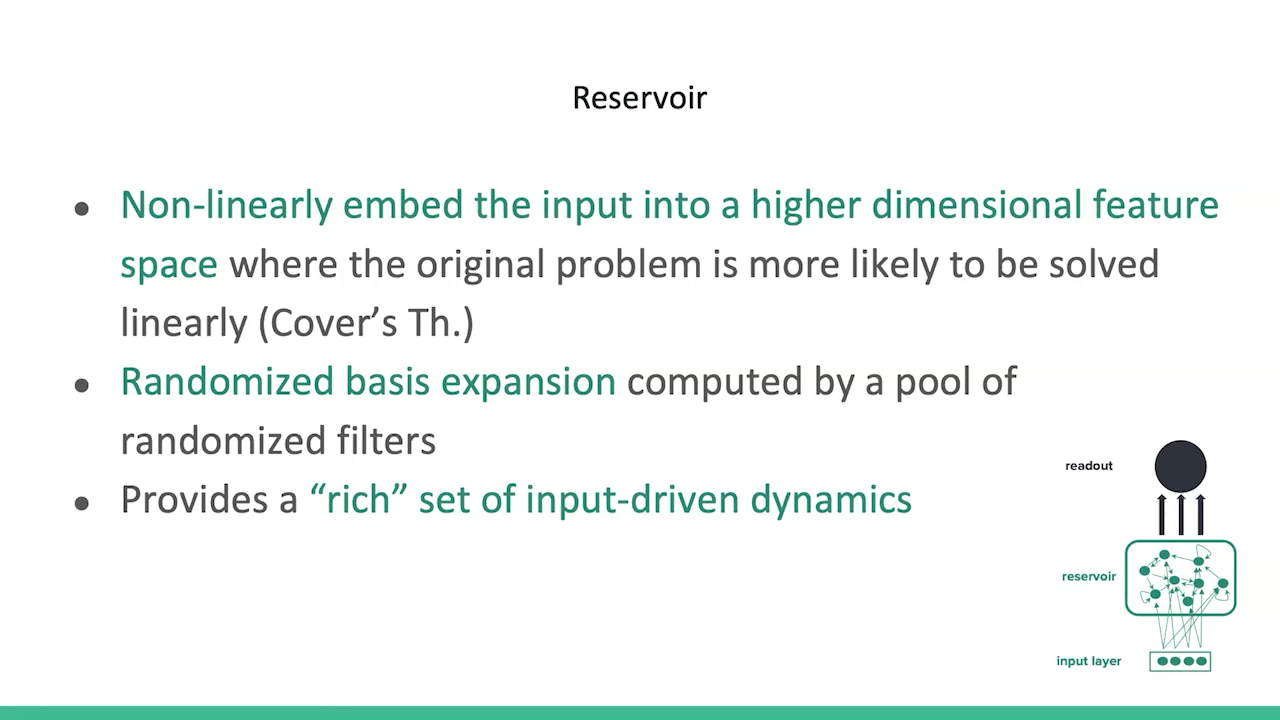 Reservoir
● Non-linearly embed the input into a higher dimensional feature
space where the original problem is more likely to be solved
linearly (Cover’s Th.)
● Randomized basis expansion computed by a pool of
randomized filters
● Provides a “rich” set of input-driven dynamics
readout
reservoir
input layer